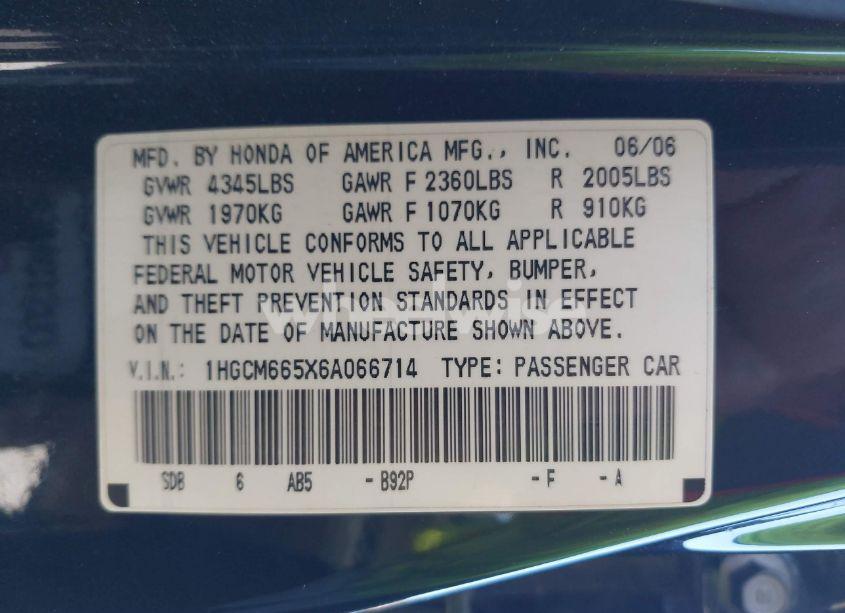 MFD. BY HONDA OF AMERICA MFG., INC. 06/06
GVWR 4345LBS GAWR F 2360LBS R 2005LBS
GVWR 1970KG GAWR F 1070KG R 910KG
THIS VEHICLE CONFORMS TO ALL APPLICABLE
FEDERAL MOTOR VEHICLE SAFETY, BUMPER,
AND THEFT PREVENTION STANDARDS IN EFFECT
ON THE DATE OF MANUFACTURE SHOWN ABOVE.
wheelwise
V.I.N.: 1HGCM665X6A066714 TYPE: PASSENGER CAR
SDB 6 AB5 - B92P - F - A